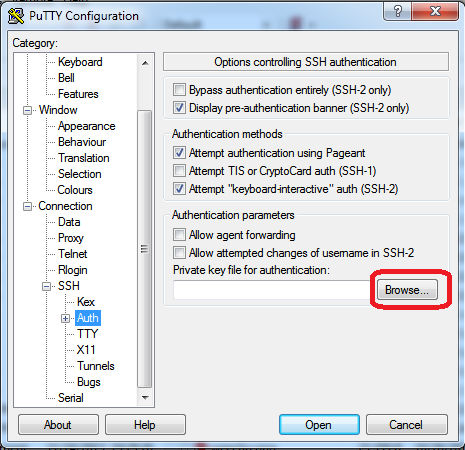 PuTTY Configuration
Category:
Keyboard
Bell
Features
Window
Appearance
Behaviour
Translation
Selection
Colours
Connection
Data
Proxy
Telnet
Rlogin
SSH
Kex
Auth
TTY
X11
Tunnels
Bugs
Serial
Options controlling SSH authentication
Bypass authentication entirely (SSH-2 only)
Display pre-authentication banner (SSH-2 only)
Authentication methods
Attempt authentication using Pageant
Attempt TIS or CryptoCard auth (SSH-1)
Attempt "keyboard-interactive" auth (SSH-2)
Authentication parameters
Allow agent forwarding
Allow attempted changes of username in SSH-2
Private key file for authentication:
Browse...
About
Help
Open
Cancel